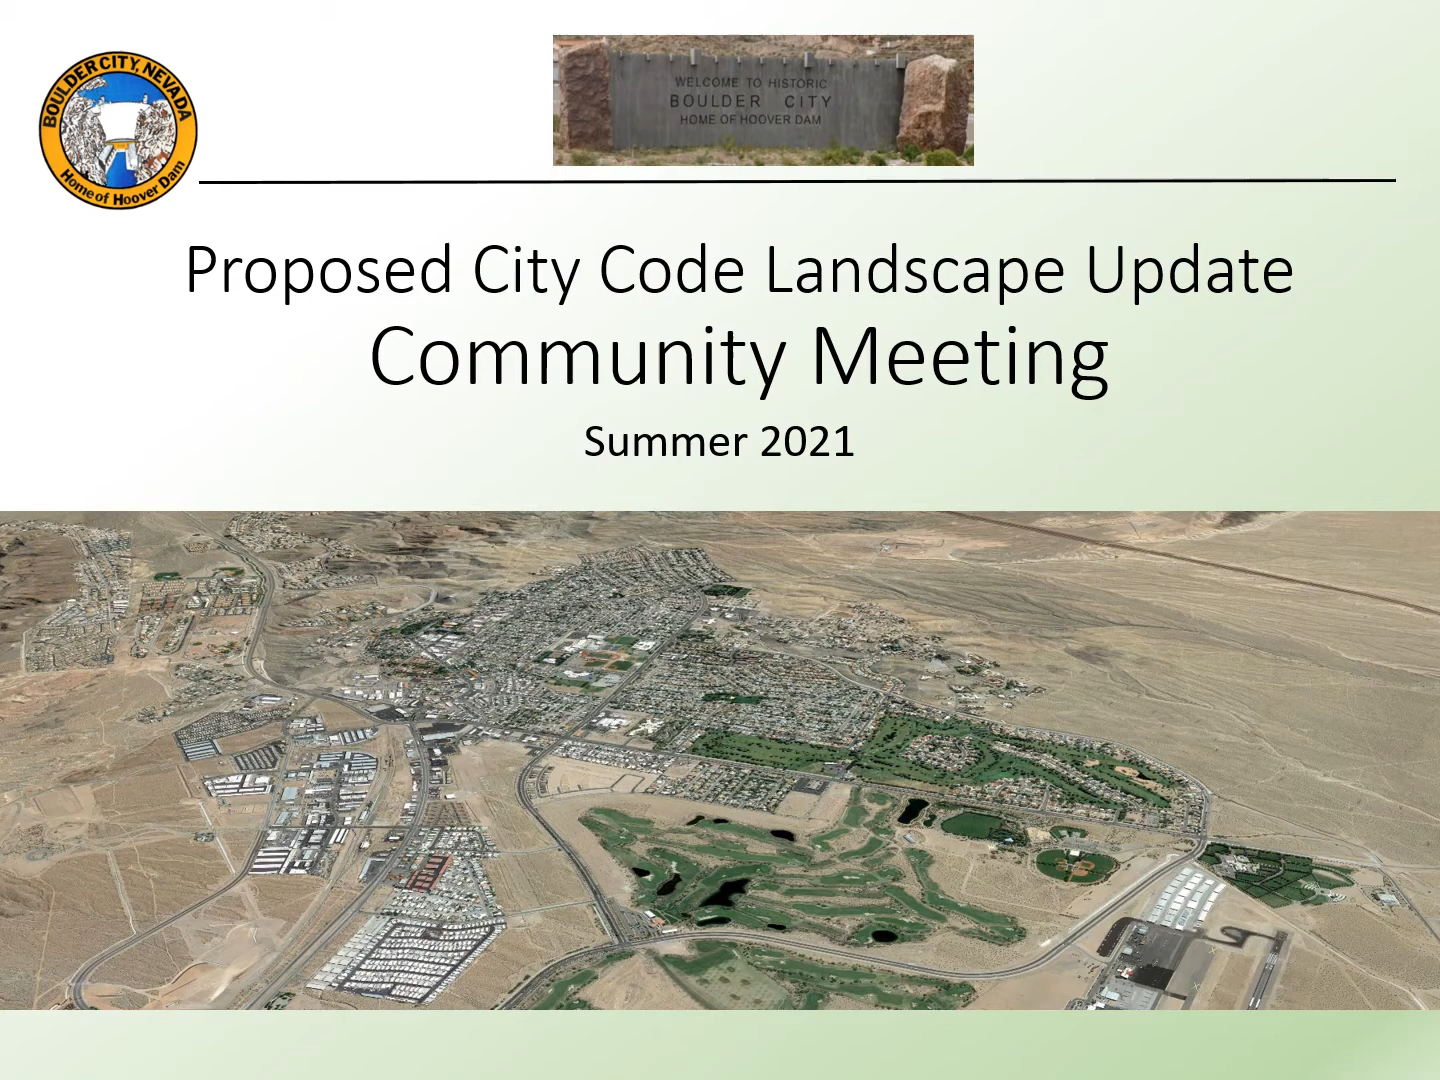 BOULDER CITY, NEVADA
Home of Hoover Dam
WELCOME TO HISTORIC
BOULDER CITY
HOME OF HOOVER DAM
Proposed City Code Landscape Update
Community Meeting
Summer 2021